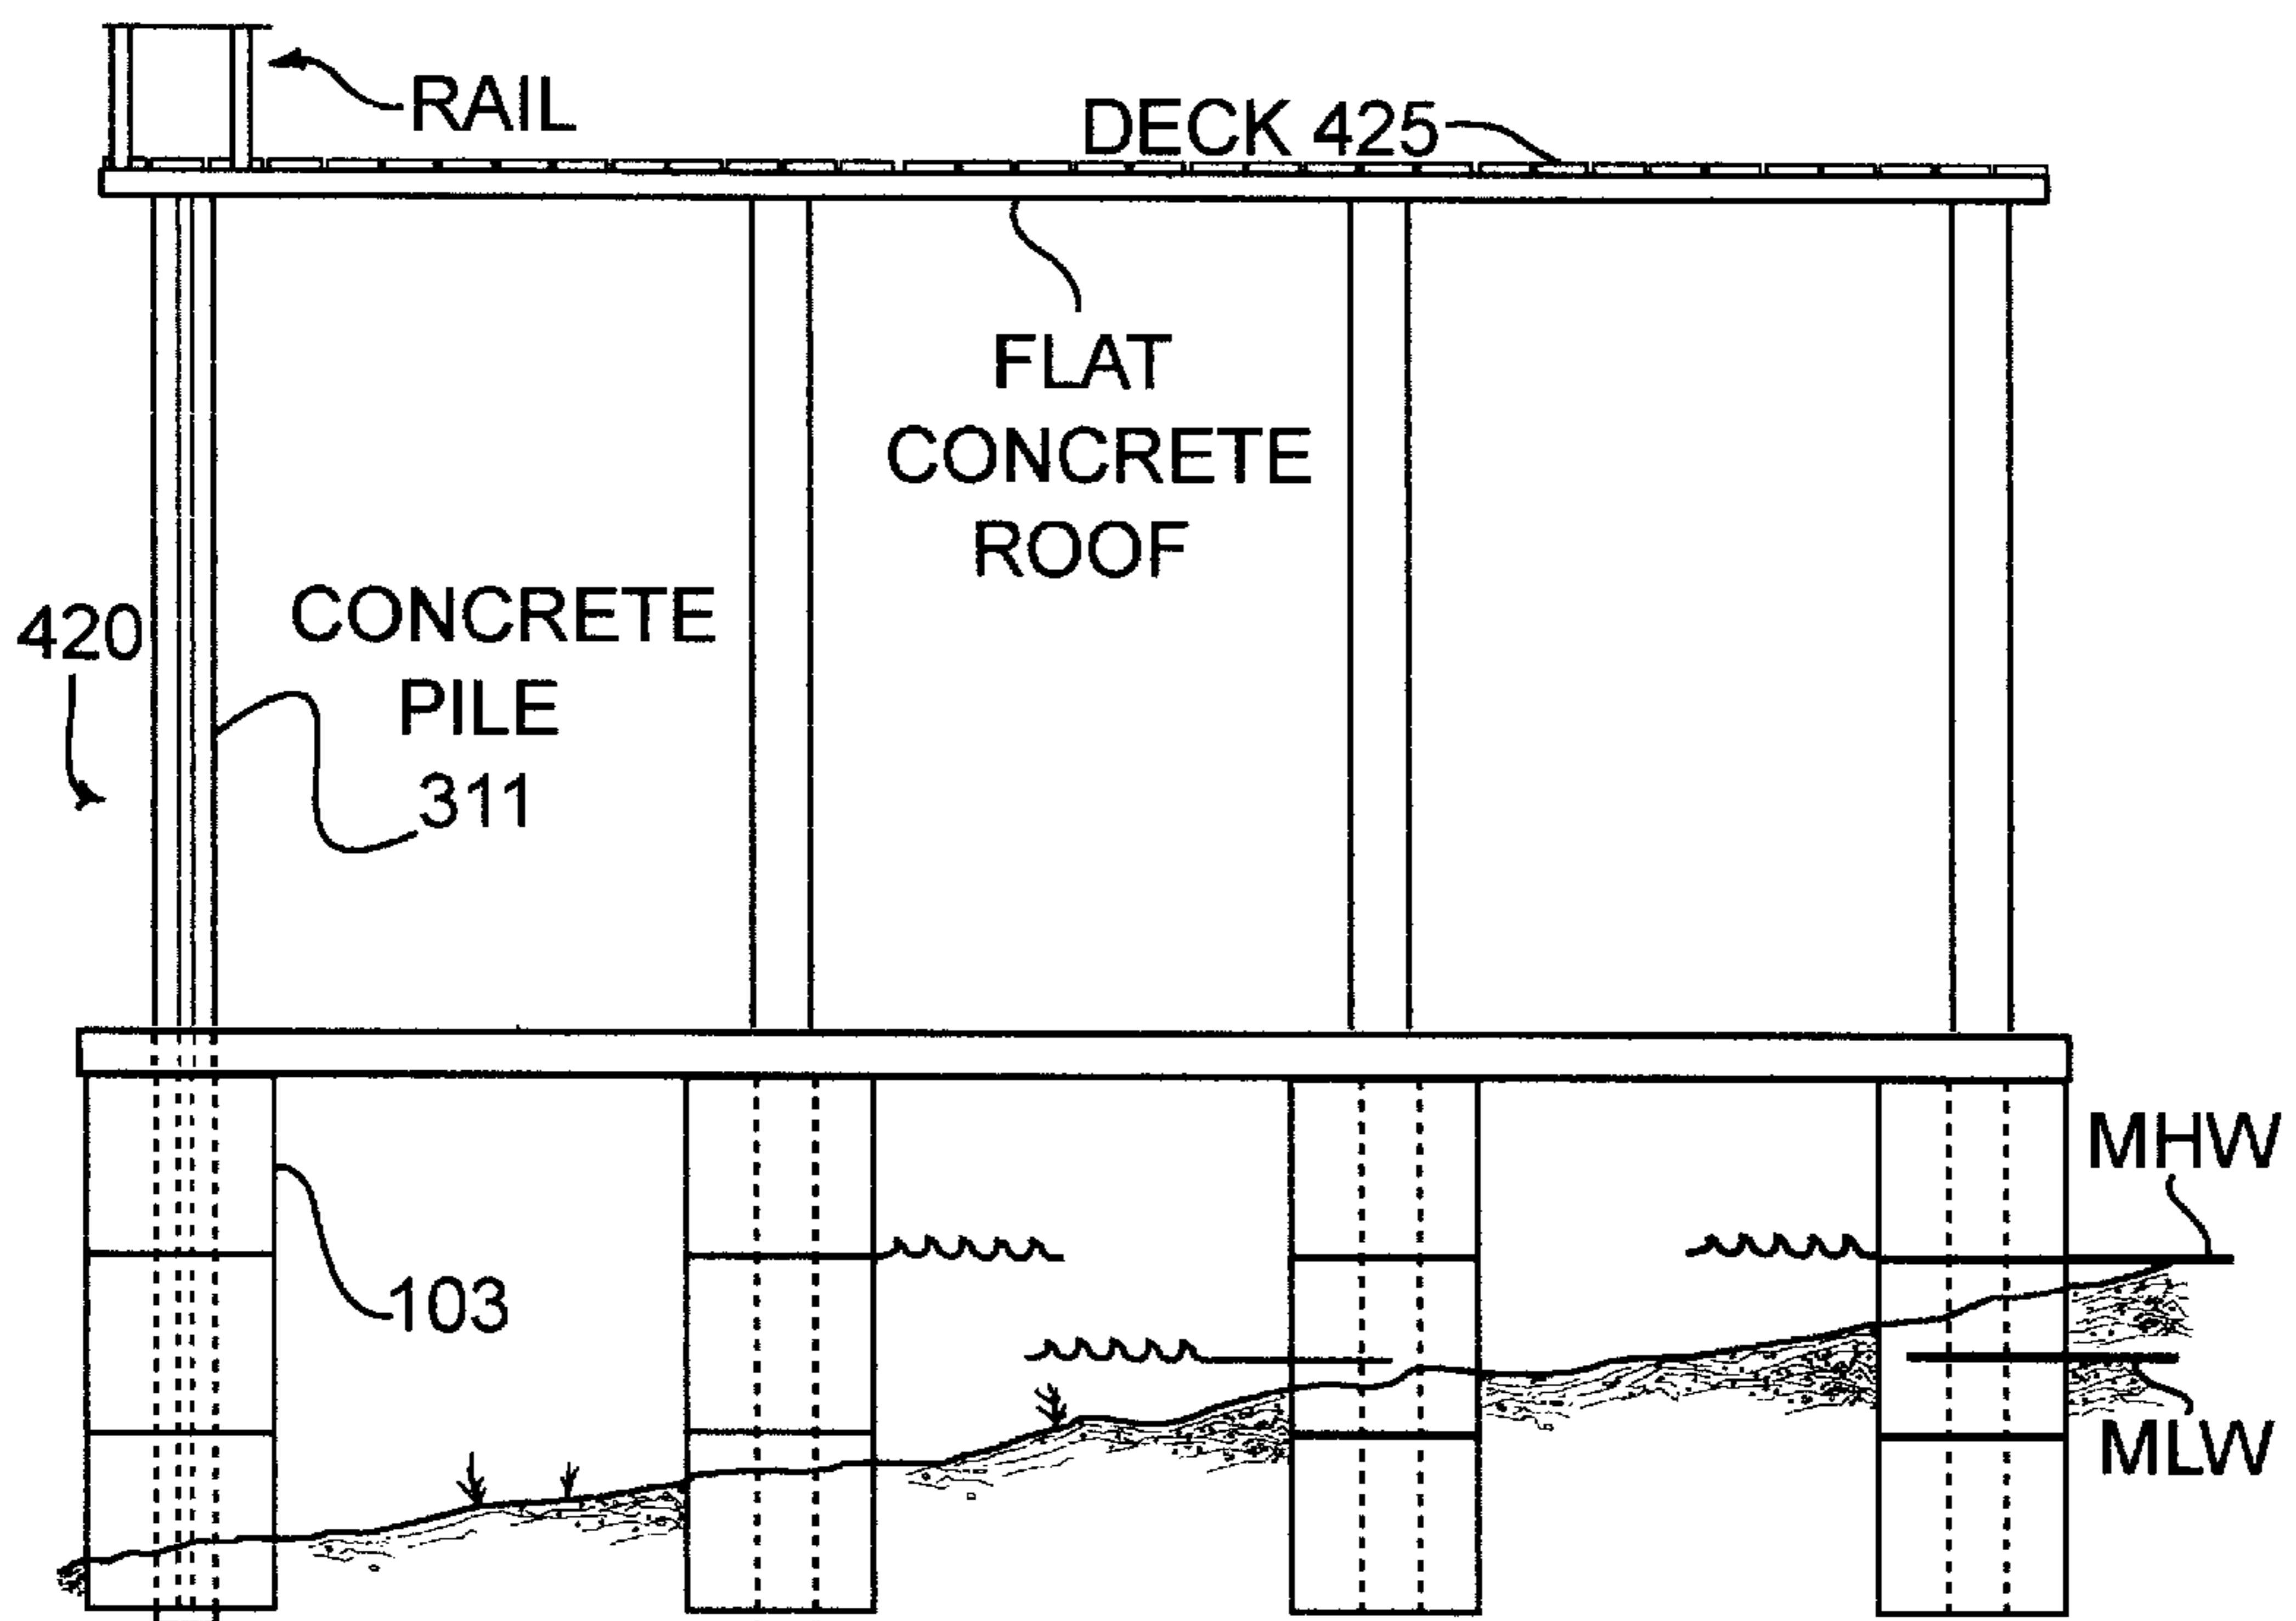 RAIL
DECK 425
FLAT
CONCRETE
ROOF
420
CONCRETE
PILE
311
MHW
103
MLW